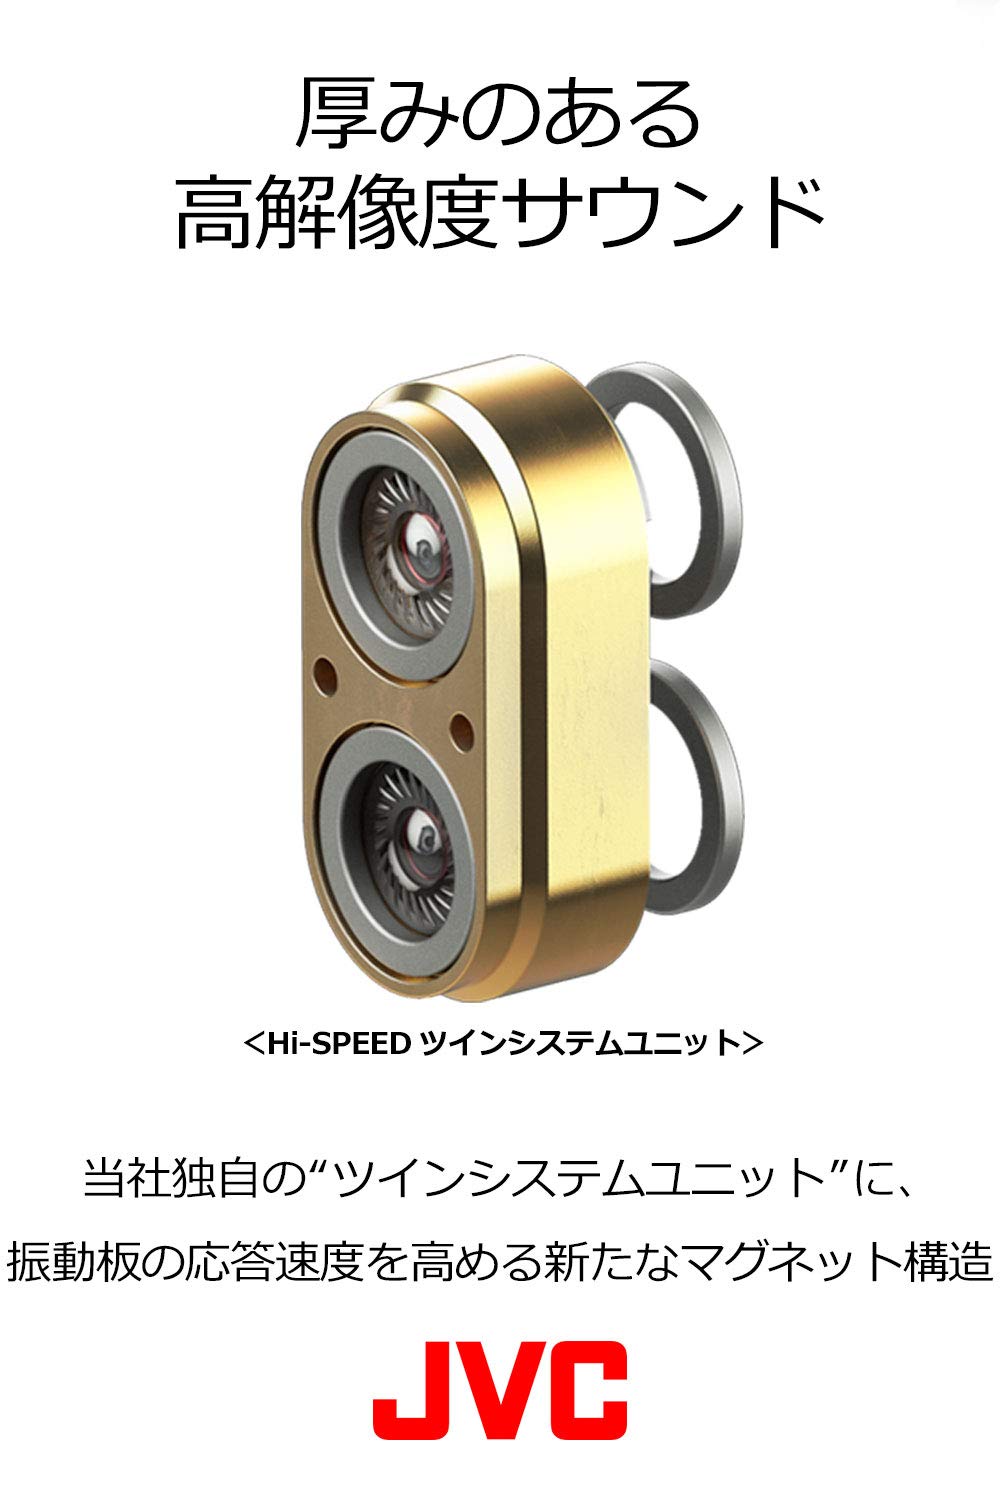 厚みのある
高解像度サウンド
<Hi-SPEED ツインシステムユニット>
当社独自の“ツインシステムユニット”に、
振動板の応答速度を高める新たなマグネット構造
JVC